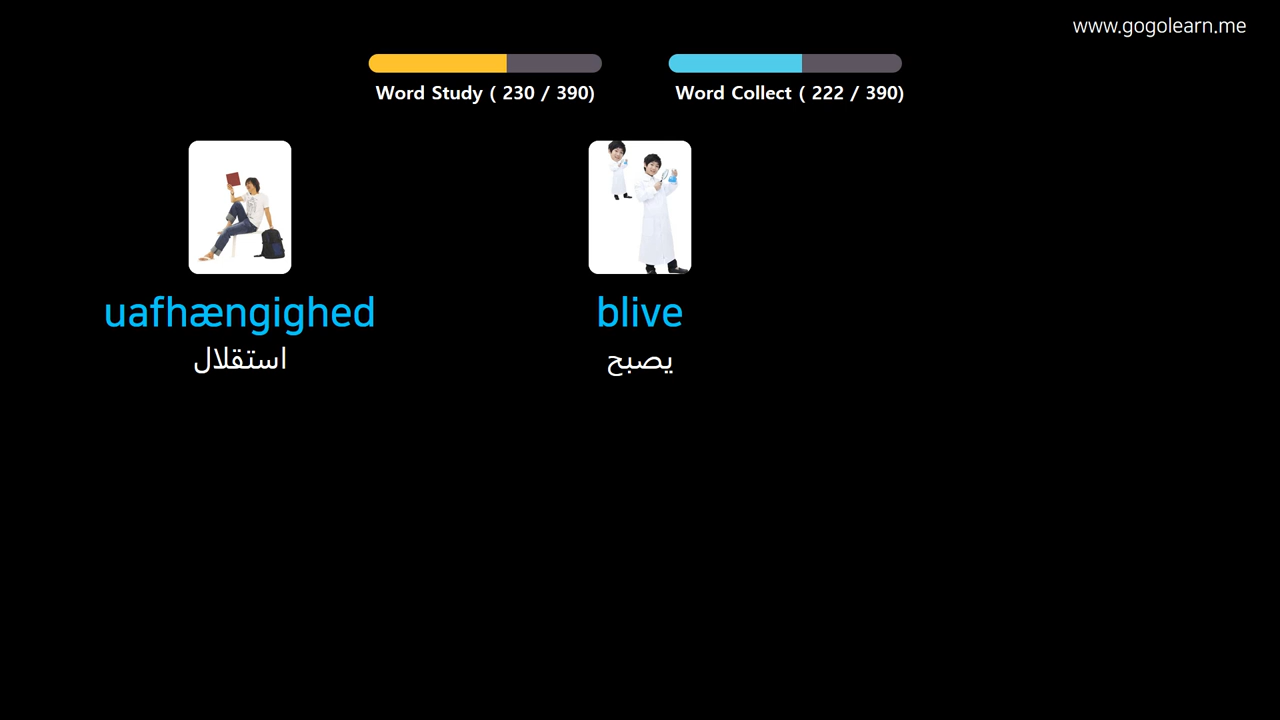 www.gogolearn.me
Word Study ( 230 / 390)
Word Collect ( 222 / 390)
uafhængighed
استقلال
blive
يصبح